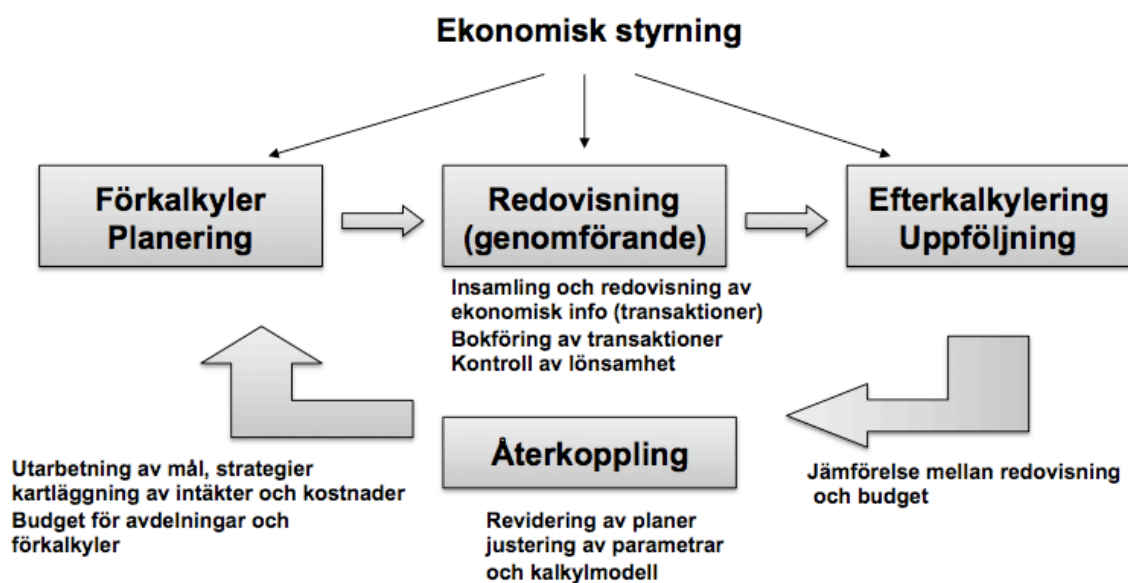 Ekonomisk styrning
Förkalkyler
Planering
Redovisning
(genomförande)
Efterkalkylering
Uppföljning
Insamling och redovisning av
ekonomisk info (transaktioner)
Bokföring av transaktioner
Kontroll av lönsamhet
Återkoppling
Utarbetning av mål, strategier
kartläggning av intäkter och kostnader
Budget för avdelningar och
förkalkyler
Revidering av planer
justering av parametrar
och kalkylmodell
Jämförelse mellan redovisning
och budget